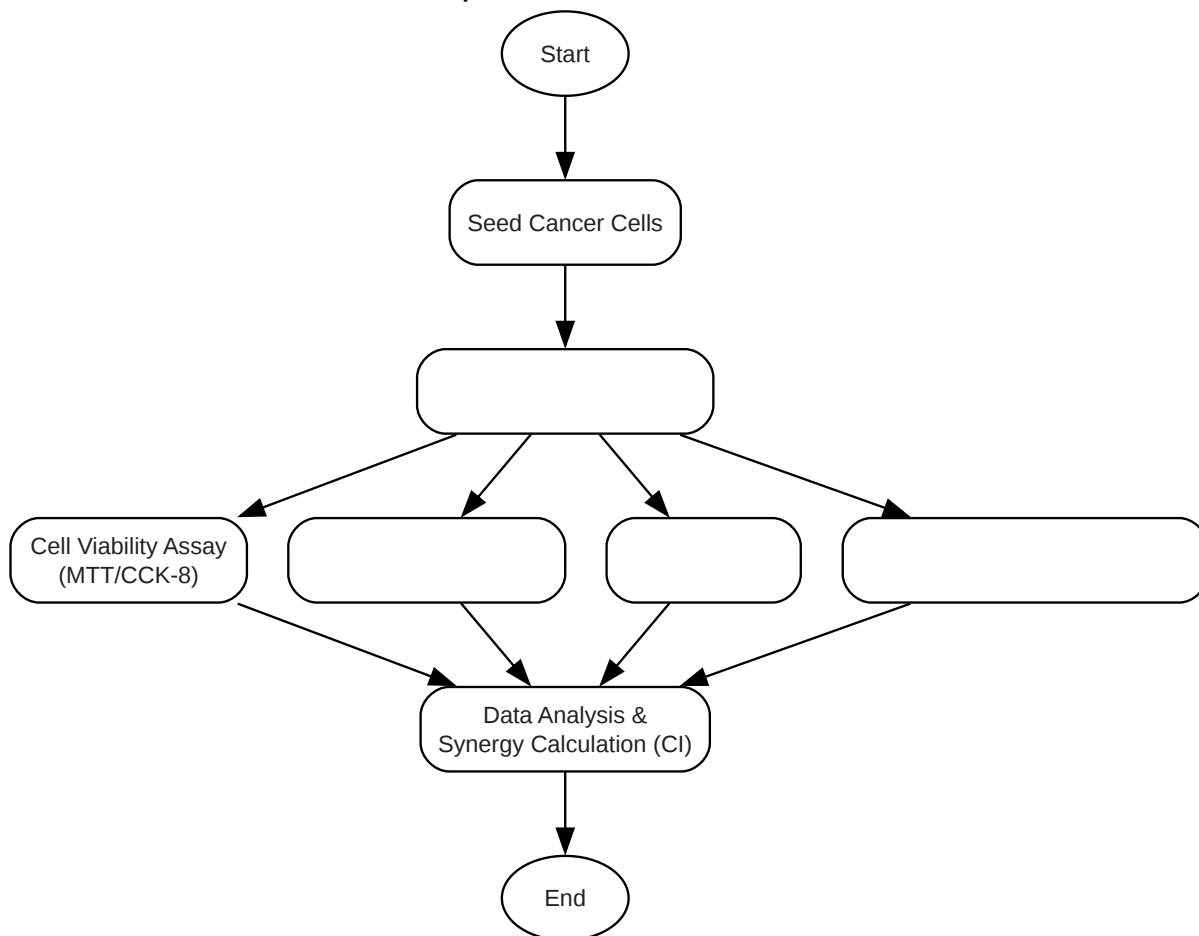 Start
Seed Cancer Cells
Cell Viability Assay
(MTT/CCK-8)
Data Analysis &
Synergy Calculation (CI)
End